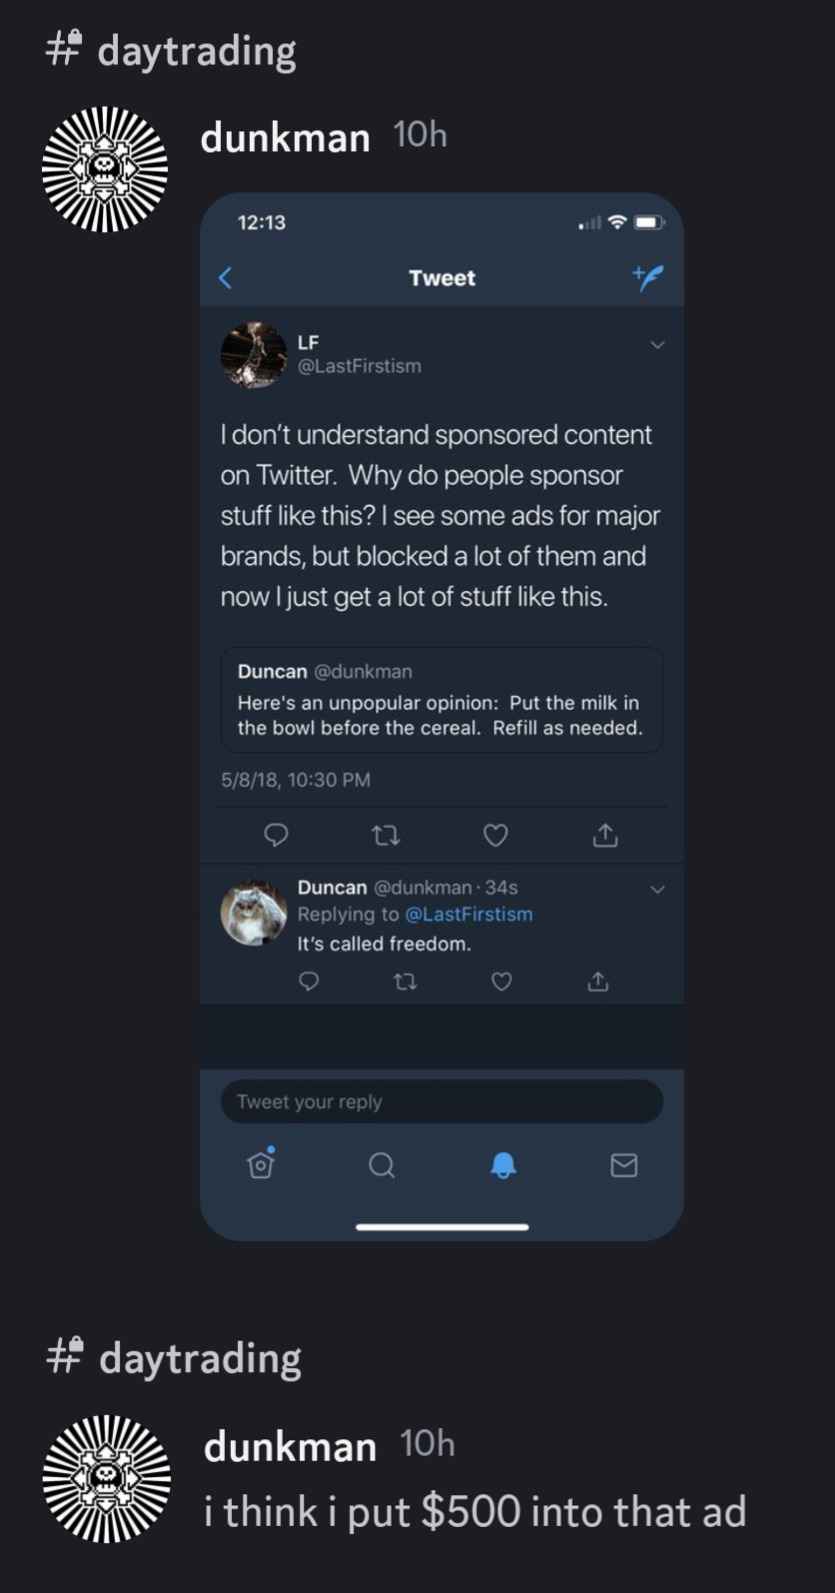 # daytrading
dunkman 10h
12:13
Tweet
LF
@LastFirstism
I don't understand sponsored content
on Twitter. Why do people sponsor
stuff like this? I see some ads for major
brands, but blocked a lot of them and
now I just get a lot of stuff like this.
Duncan @dunkman
Here's an unpopular opinion: Put the milk in
the bowl before the cereal. Refill as needed.
5/8/18, 10:30 PM
Duncan @dunkman · 34s
Replying to @LastFirstism
It's called freedom.
Tweet your reply
# daytrading
dunkman 10h
i think i put $500 into that ad